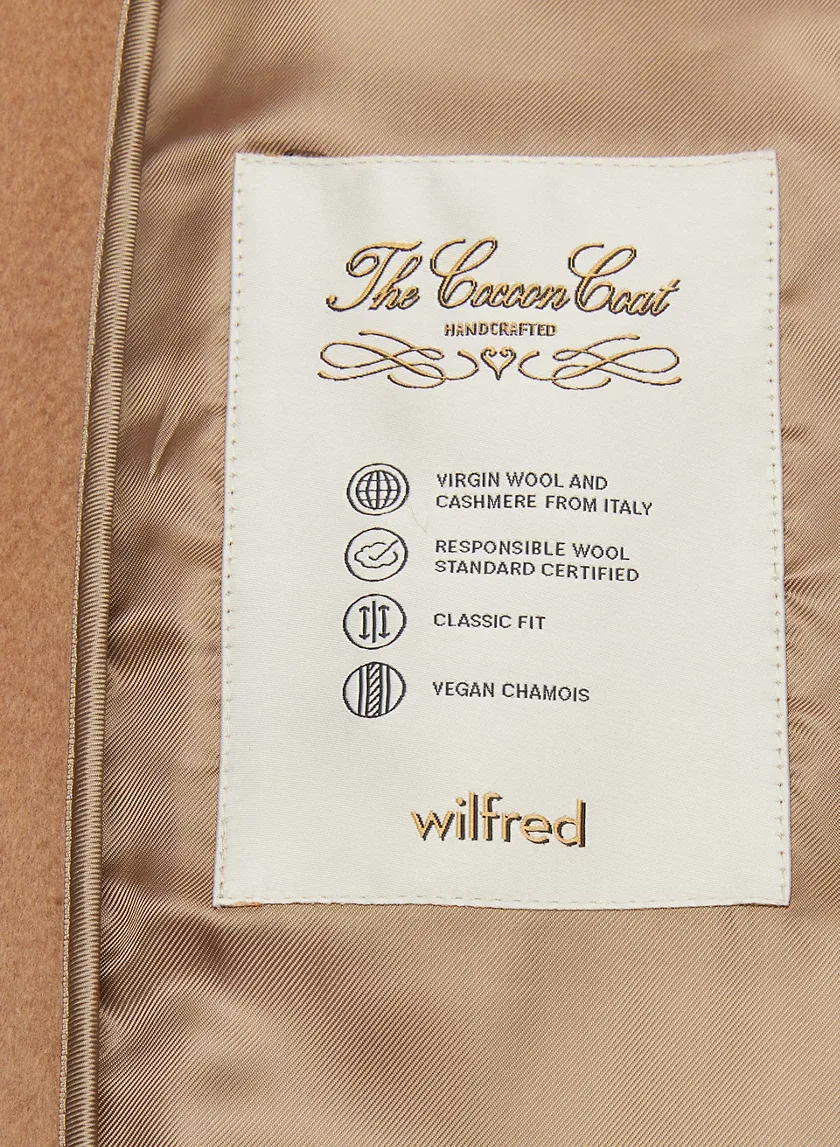 The Cocoon Coat
HANDCRAFTED
VIRGIN WOOL AND
CASHMERE FROM ITALY
RESPONSIBLE WOOL
STANDARD CERTIFIED
CLASSIC FIT
VEGAN CHAMOIS
wilfred